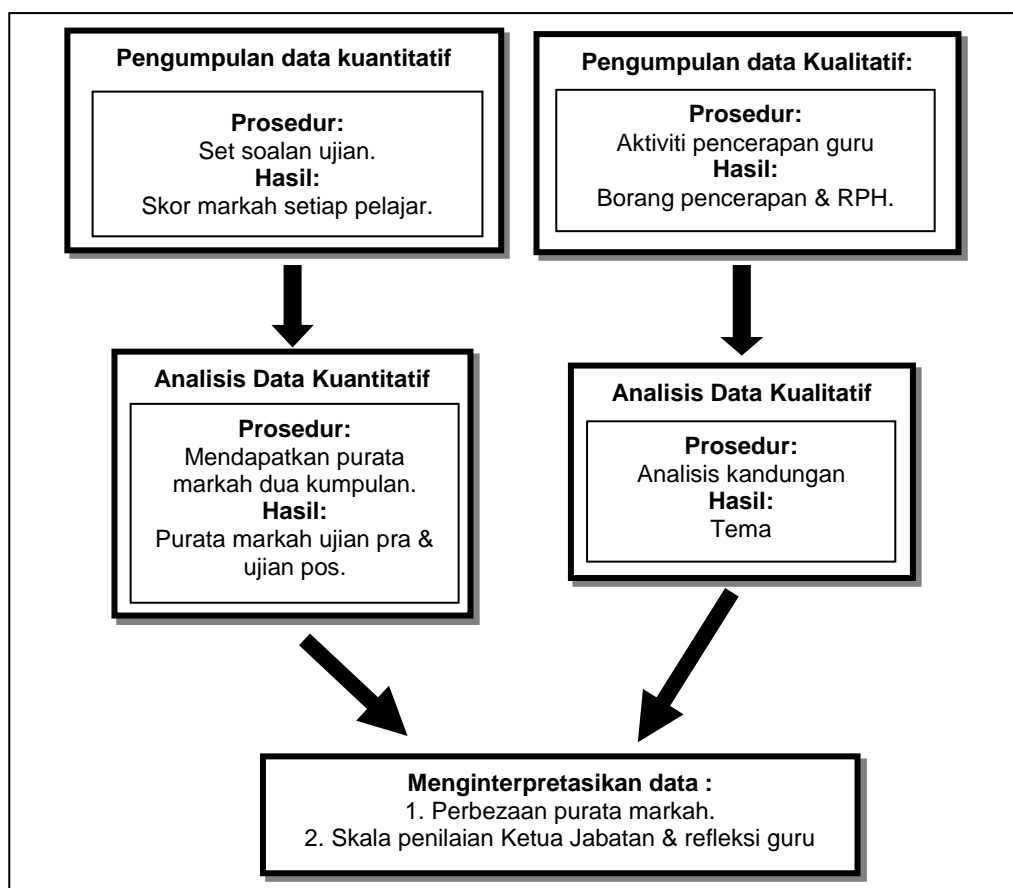 Pengumpulan data kuantitatif
Prosedur:
Set soalan ujian.
Hasil:
Skor markah setiap pelajar.
Pengumpulan data Kualitatif:
Prosedur:
Aktiviti pencerapan guru
Hasil:
Borang pencerapan & RPH.
Analisis Data Kuantitatif
Prosedur:
Mendapatkan purata
markah dua kumpulan.
Hasil:
Purata markah ujian pra &
ujian pos.
Analisis Data Kualitatif
Prosedur:
Analisis kandungan
Hasil:
Tema
Menginterpretasikan data :
1. Perbezaan purata markah.
2. Skala penilaian Ketua Jabatan & refleksi guru